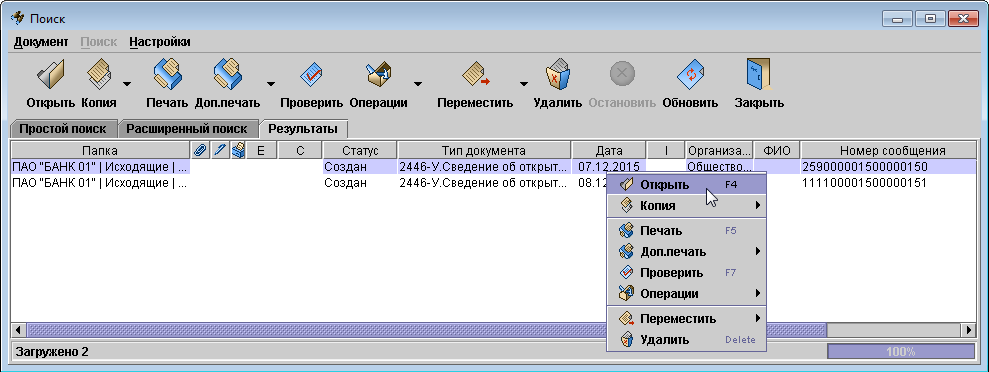 Поиск
Документ Поиск Настройки
Открыть Копия Печать Доп.печать Проверить Операции Переместить Удалить Остановить Обновить Закрыть
Простой поиск Расширенный поиск Результаты
Папка Е С Статус Тип документа Дата I Организа... ФИО Номер сообщения
ПАО "БАНК 01" | Исходящие | ... Создан 2446-У.Сведение об открыт... 07.12.2015 Общество... 259000001500000150
ПАО "БАНК 01" | Исходящие | ... Создан 2446-У.Сведение об открыт... 08.12 111100001500000151
Открыть F4
Копия
Печать F5
Доп.печать
Проверить F7
Операции
Переместить
Удалить Delete
Загружено 2 100%